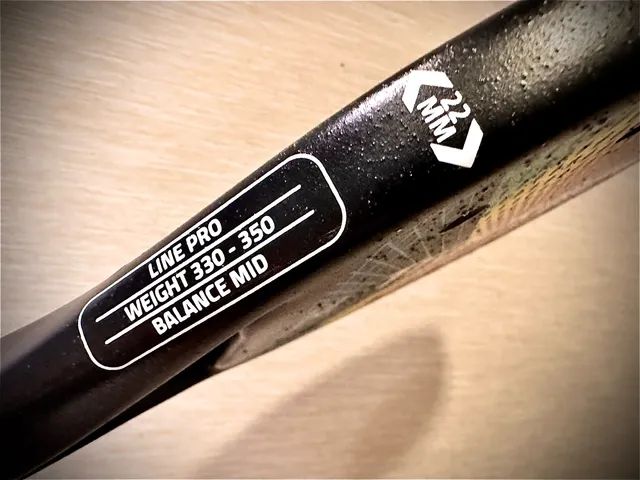 22
MM
LINE PRO
WEIGHT 330 - 350
BALANCE MID